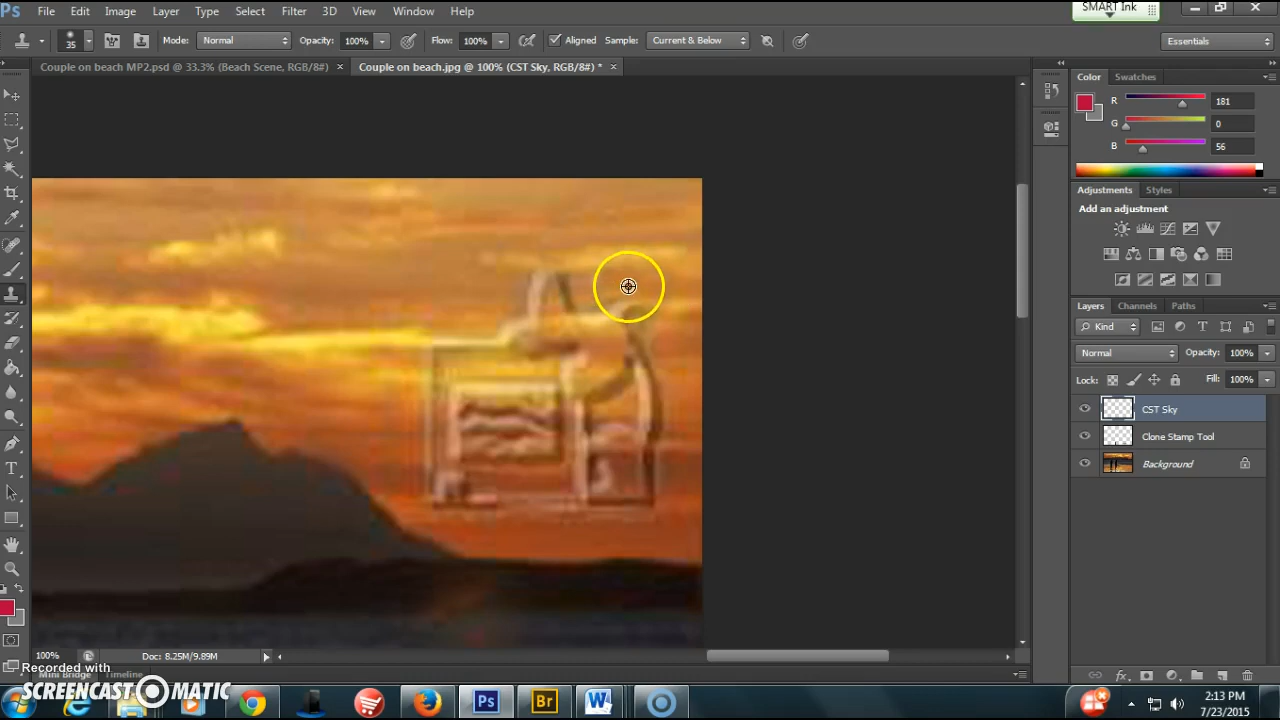 Ps File Edit Image Layer Type Select Filter 3D View Window Help
SMART Ink
35 Mode: Normal Opacity: 100% Flow: 100% Aligned Sample: Current & Below Essentials
Couple on beach MP2.psd @ 33.3% (Beach Scene, RGB/8#) × Couple on beach.jpg @ 100% (CST Sky, RGB/8#) * ×
Color Swatches
R 181
G 0
B 56
Adjustments Styles
Add an adjustment
Layers Channels Paths
Kind
Normal Opacity: 100%
Lock: Fill: 100%
CST Sky
Clone Stamp Tool
Background
100% Doc: 8.25M/9.89M
Mini Bridge Timeline
Recorded with
SCREENCAST MATIC
Ps Br W
2:13 PM
7/23/2015